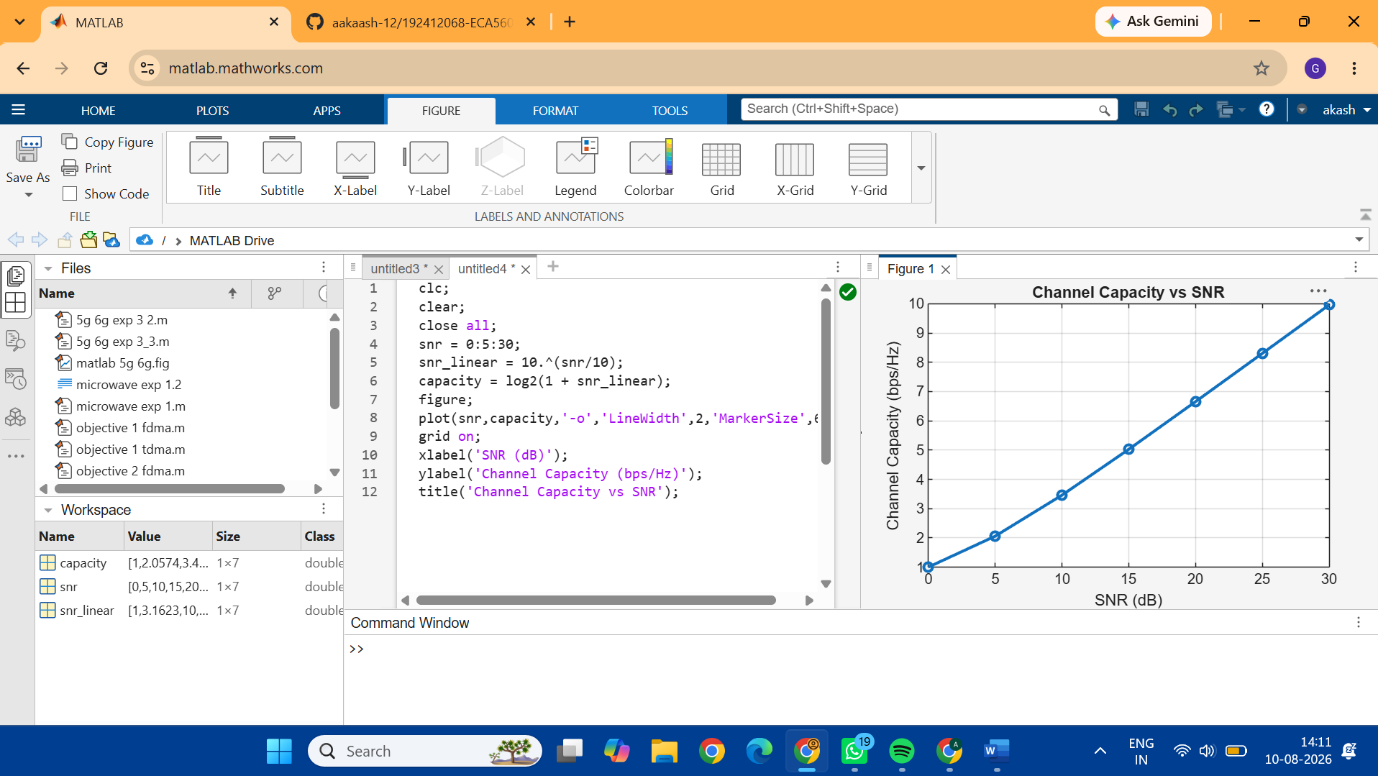 MATLAB
aakaash-12/192412068-ECA560
Ask Gemini
matlab.mathworks.com
G
HOME
PLOTS
APPS
FIGURE
FORMAT
TOOLS
Search (Ctrl+Shift+Space)
akash
Save As
Copy Figure
Print
Show Code
FILE
Title
Subtitle
X-Label
Y-Label
Z-Label
Legend
Colorbar
Grid
X-Grid
Y-Grid
LABELS AND ANNOTATIONS
/ › MATLAB Drive
Files
Name
5g 6g exp 3 2.m
5g 6g exp 3_3.m
matlab 5g 6g.fig
microwave exp 1.2
microwave exp 1.m
objective 1 fdma.m
objective 1 tdma.m
objective 2 fdma.m
Workspace
Name Value Size Class
capacity [1,2.0574,3.4... 1×7 double
snr [0,5,10,15,20... 1×7 double
snr_linear [1,3.1623,10,... 1×7 double
untitled3 *
untitled4 *
1 clc;
2 clear;
3 close all;
4 snr = 0:5:30;
5 snr_linear = 10.^(snr/10);
6 capacity = log2(1 + snr_linear);
7 figure;
8 plot(snr,capacity,'-o','LineWidth',2,'MarkerSize',6
9 grid on;
10 xlabel('SNR (dB)');
11 ylabel('Channel Capacity (bps/Hz)');
12 title('Channel Capacity vs SNR');
Figure 1
Channel Capacity vs SNR
Channel Capacity (bps/Hz)
10
9
8
7
6
5
4
3
2
1
0 5 10 15 20 25 30
SNR (dB)
Command Window
>>
Search
19
A
W
ENG
IN
14:11
10-08-2026